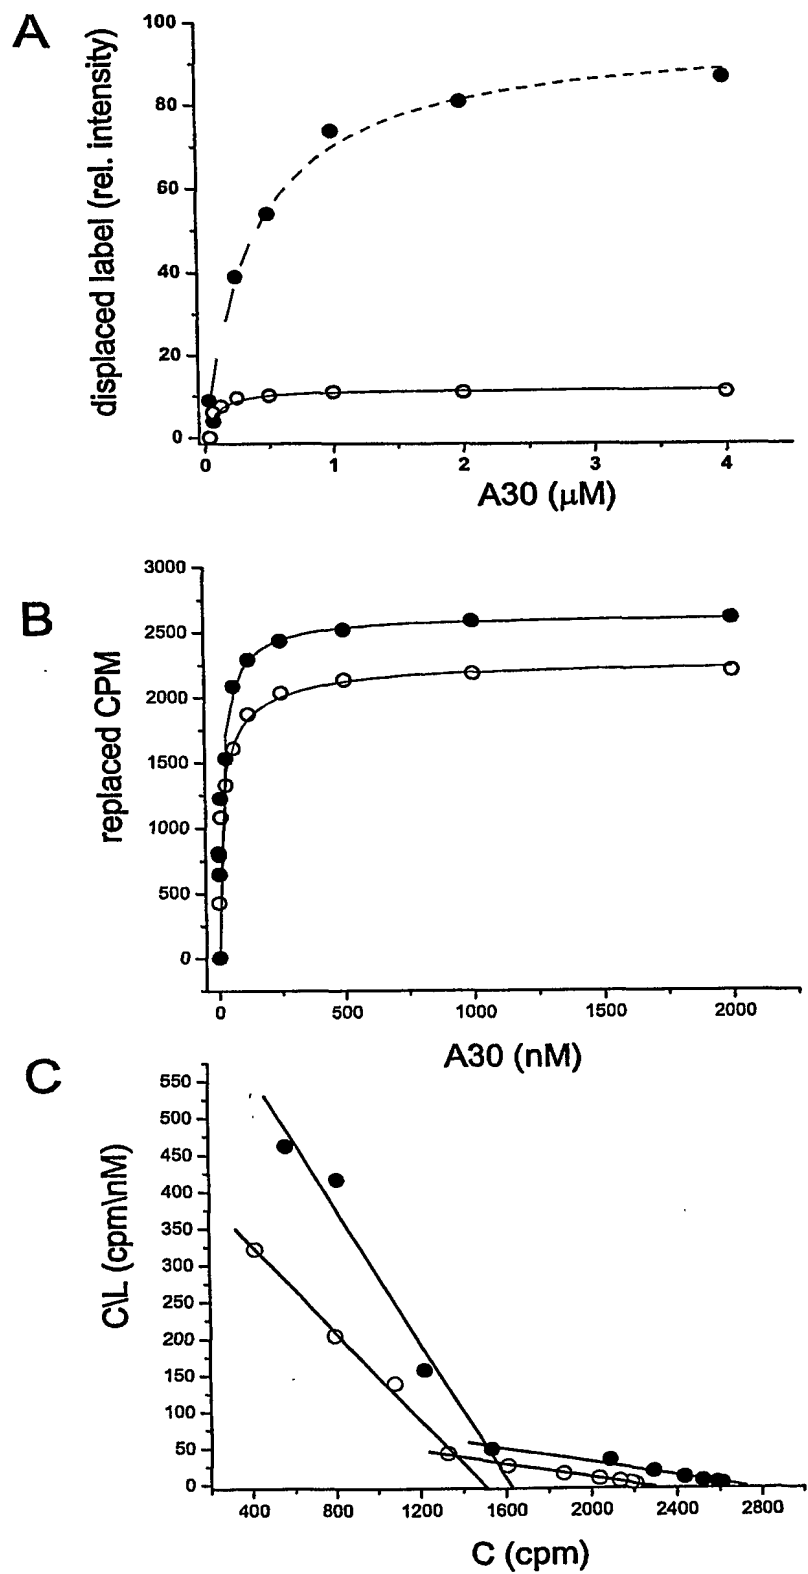 A
displaced label (rel. intensity)
100
80
60
40
20
0
0 1 2 3 4
A30 (μM)
B
replaced CPM
3000
2500
2000
1500
1000
500
0
0 500 1000 1500 2000
A30 (nM)
C
C\L (cpm\nM)
550
500
450
400
350
300
250
200
150
100
50
0
400 800 1200 1600 2000 2400 2800
C (cpm)